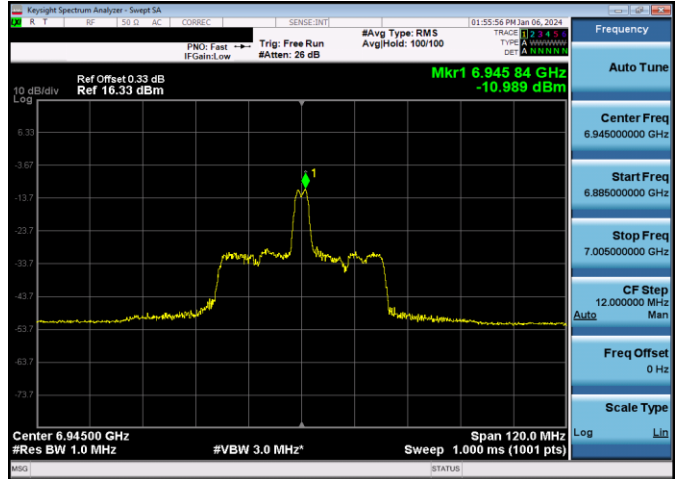 Keysight Spectrum Analyzer - Swept SA
R T RF 50 Ω AC CORREC SENSE:INT 01:55:56 PM Jan 06, 2024
PNO: Fast
IFGain:Low
Trig: Free Run
#Atten: 26 dB
#Avg Type: RMS
Avg|Hold: 100/100
TRACE 1 2 3 4 5 6
TYPE A WWWWW
DET A N N N N N
Ref Offset 0.33 dB
10 dB/div Ref 16.33 dBm
Log
Mkr1 6.945 84 GHz
-10.989 dBm
6.33
-3.67
-13.7
-23.7
-33.7
-43.7
-53.7
-63.7
-73.7
1
Center 6.94500 GHz Span 120.0 MHz
#Res BW 1.0 MHz #VBW 3.0 MHz* Sweep 1.000 ms (1001 pts)
MSG STATUS
Frequency
Auto Tune
Center Freq
6.945000000 GHz
Start Freq
6.885000000 GHz
Stop Freq
7.005000000 GHz
CF Step
12.000000 MHz
Auto Man
Freq Offset
0 Hz
Scale Type
Log Lin